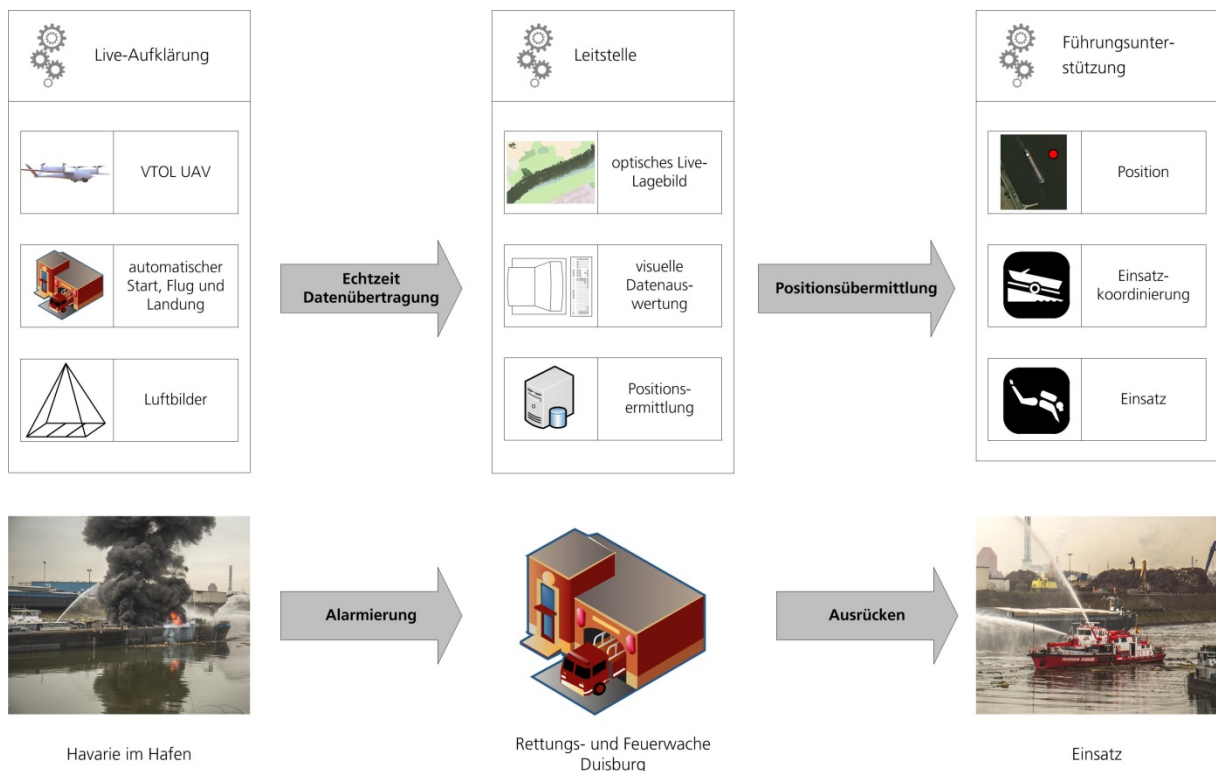 Live-Aufklärung
VTOL UAV
automatischer
Start, Flug und
Landung
Luftbilder
Echtzeit
Datenübertragung
Leitstelle
optisches Live-
Lagebild
visuelle
Datenaus-
wertung
Positions-
ermittlung
Positionsübermittlung
Führungsunter-
stützung
Position
Einsatz-
koordinierung
Einsatz
Havarie im Hafen
Alarmierung
Rettungs- und Feuerwache
Duisburg
Ausrücken
Einsatz